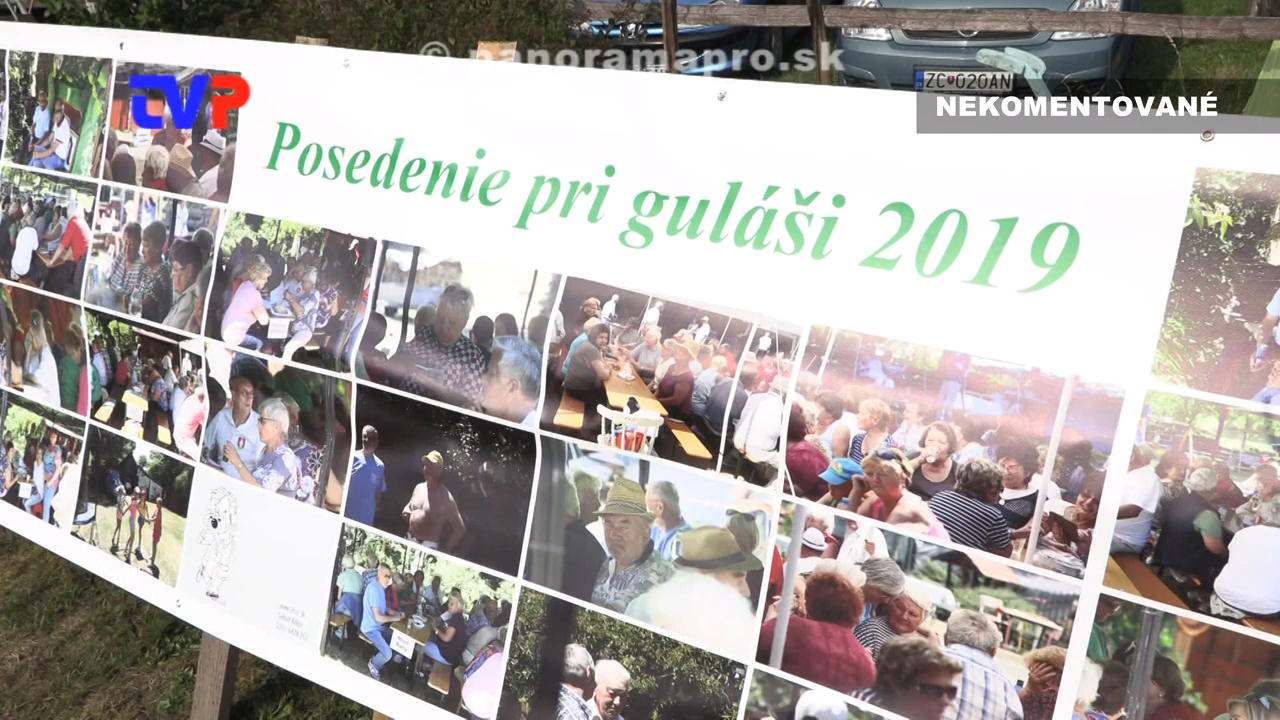 © panoramapro.sk
TVP
ZC 020AN
NEKOMENTOVANÉ
Posedenie pri guláši 2019